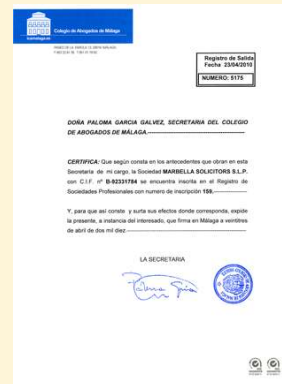 Colegio de Abogados de Málaga
Registro de Salida
Fecha 23/04/2010
NUMERO: 5175
DOÑA PALOMA GARCIA GALVEZ, SECRETARIA DEL COLEGIO
DE ABOGADOS DE MÁLAGA.
CERTIFICA: Que según consta en los antecedentes que obran en esta
Secretaria de mi cargo, la Sociedad MARBELLA SOLICITORS S.L.P.
con C.I.F. nº B-92331784 se encuentra inscrita en el Registro de
Sociedades Profesionales con numero de inscripción 159,
Y, para que así conste y surta sus efectos donde corresponda, expide
la presente, a instancia del interesado, que firma en Málaga a veintitres
de abril de dos mil diez
LA SECRETARIA